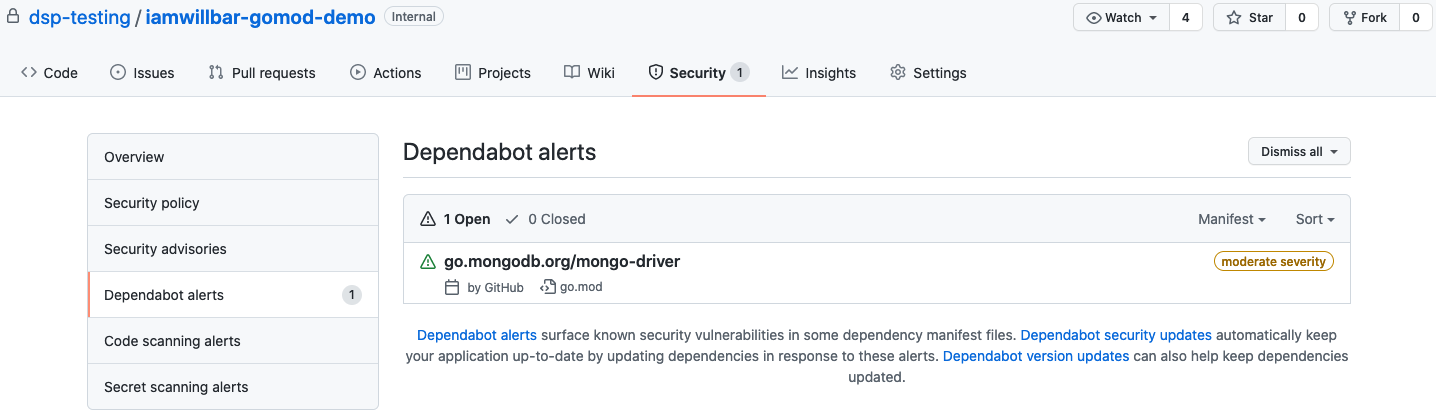 dsp-testing / iamwillbar-gomod-demo Internal Watch 4 Star 0 Fork 0
Code Issues Pull requests Actions Projects Wiki Security 1 Insights Settings
Overview
Security policy
Security advisories
Dependabot alerts 1
Code scanning alerts
Secret scanning alerts
Dependabot alerts Dismiss all
1 Open 0 Closed Manifest Sort
go.mongodb.org/mongo-driver moderate severity
by GitHub go.mod
Dependabot alerts surface known security vulnerabilities in some dependency manifest files. Dependabot security updates automatically keep
your application up-to-date by updating dependencies in response to these alerts. Dependabot version updates can also help keep dependencies
updated.